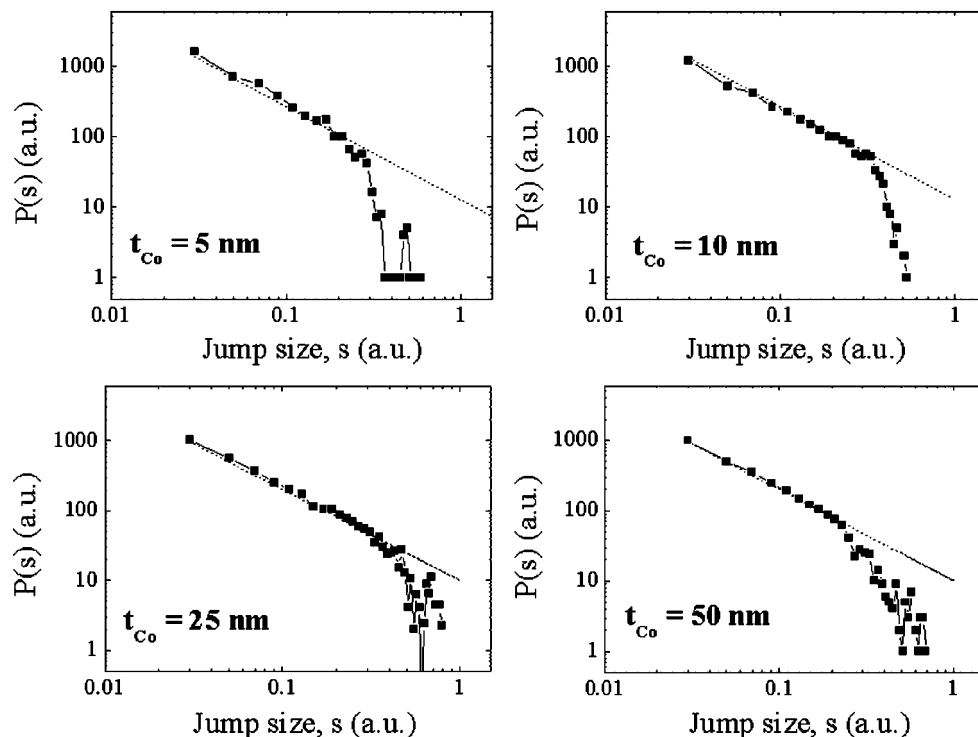 1000
100
10
1
P(s) (a.u.)
t_Co = 5 nm
0.01 0.1 1
Jump size, s (a.u.)
1000
100
10
1
P(s) (a.u.)
t_Co = 10 nm
0.01 0.1 1
Jump size, s (a.u.)
1000
100
10
1
P(s) (a.u.)
t_Co = 25 nm
0.01 0.1 1
Jump size, s (a.u.)
1000
100
10
1
P(s) (a.u.)
t_Co = 50 nm
0.01 0.1 1
Jump size, s (a.u.)